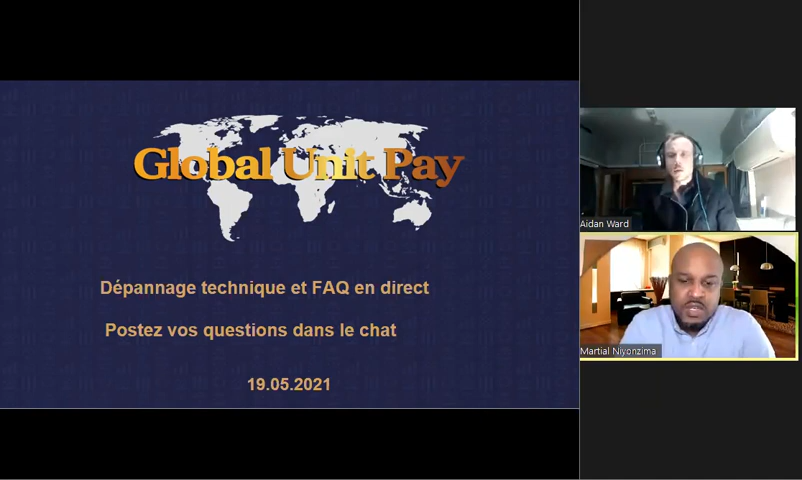 Global Unit Pay
Dépannage technique et FAQ en direct
Postez vos questions dans le chat
19.05.2021
Aidan Ward
Martial Niyonzima